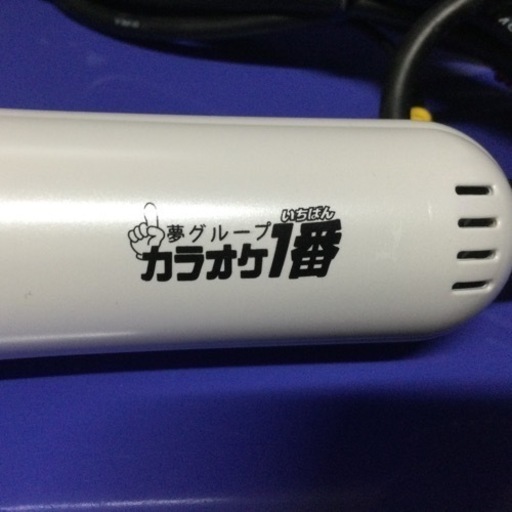 夢グループ
いちばん
カラオケ1番